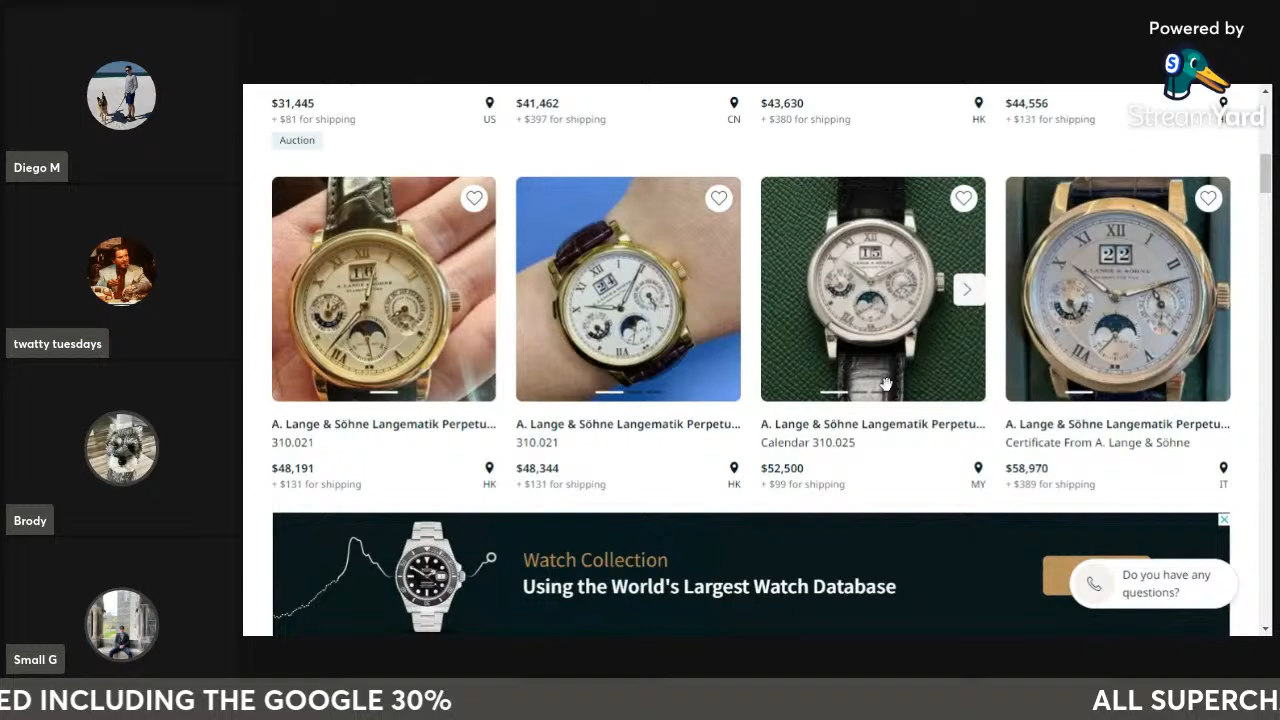 Powered by
StreamYard
Diego M
twatty tuesdays
Brody
Small G
$31,445
+ $81 for shipping
US
Auction
$41,462
+ $397 for shipping
CN
$43,630
+ $380 for shipping
HK
$44,556
+ $131 for shipping
A. Lange & Söhne Langematik Perpetu...
310.021
$48,191
+ $131 for shipping
HK
A. Lange & Söhne Langematik Perpetu...
310.021
$48,344
+ $131 for shipping
HK
A. Lange & Söhne Langematik Perpetu...
Calendar 310.025
$52,500
+ $99 for shipping
MY
A. Lange & Söhne Langematik Perpetu...
Certificate From A. Lange & Söhne
$58,970
+ $389 for shipping
IT
Watch Collection
Using the World's Largest Watch Database
Do you have any
questions?
ED INCLUDING THE GOOGLE 30%
ALL SUPERCH